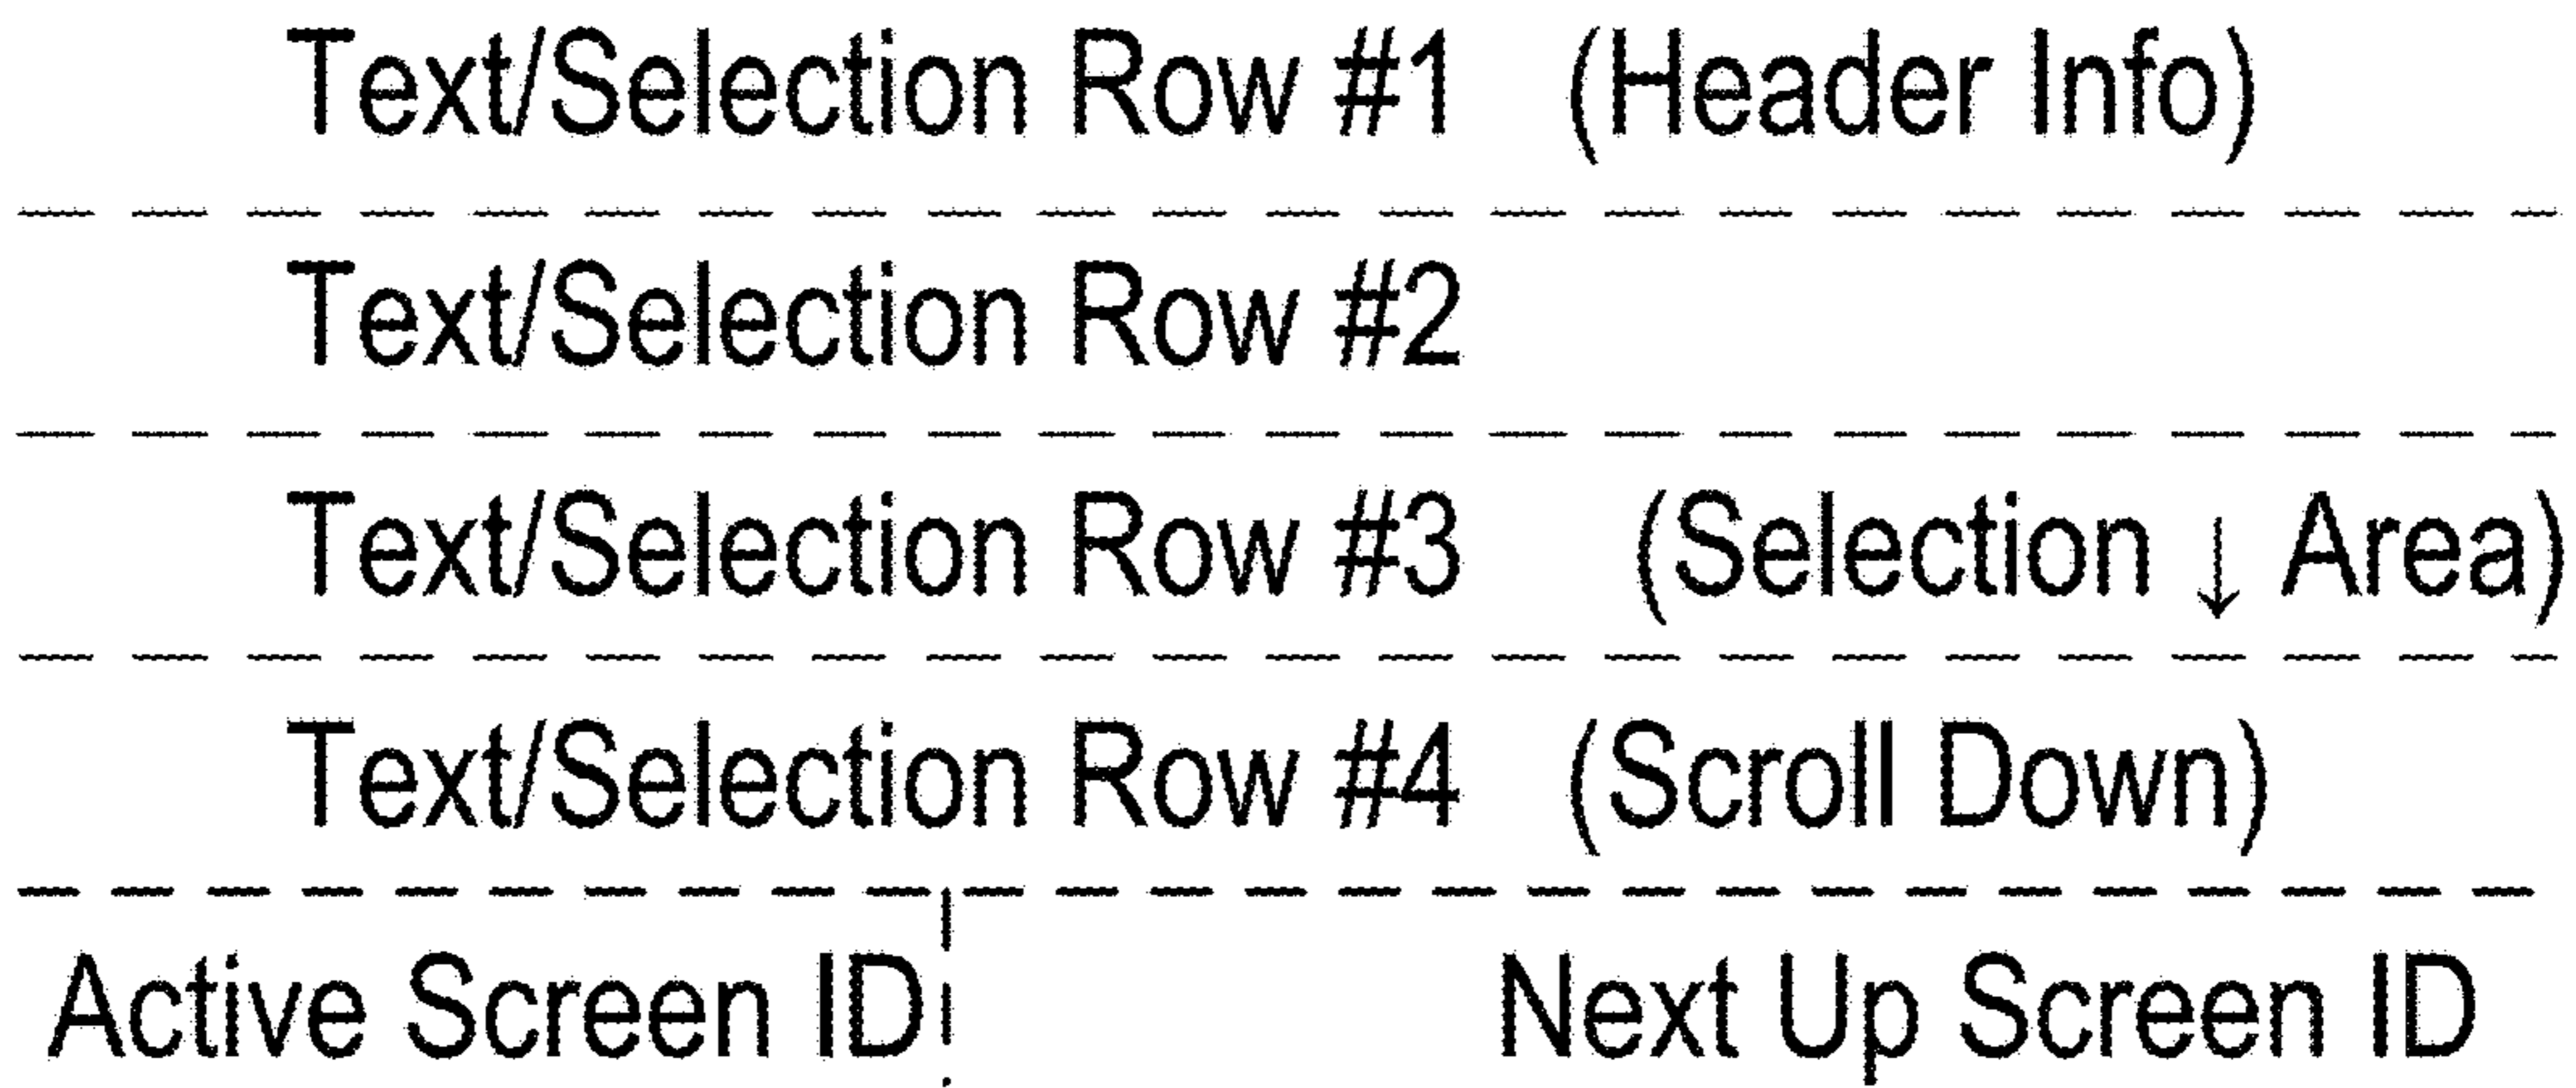 Text/Selection Row #1 (Header Info)
Text/Selection Row #2
Text/Selection Row #3 (Selection ↓ Area)
Text/Selection Row #4 (Scroll Down)
Active Screen ID Next Up Screen ID